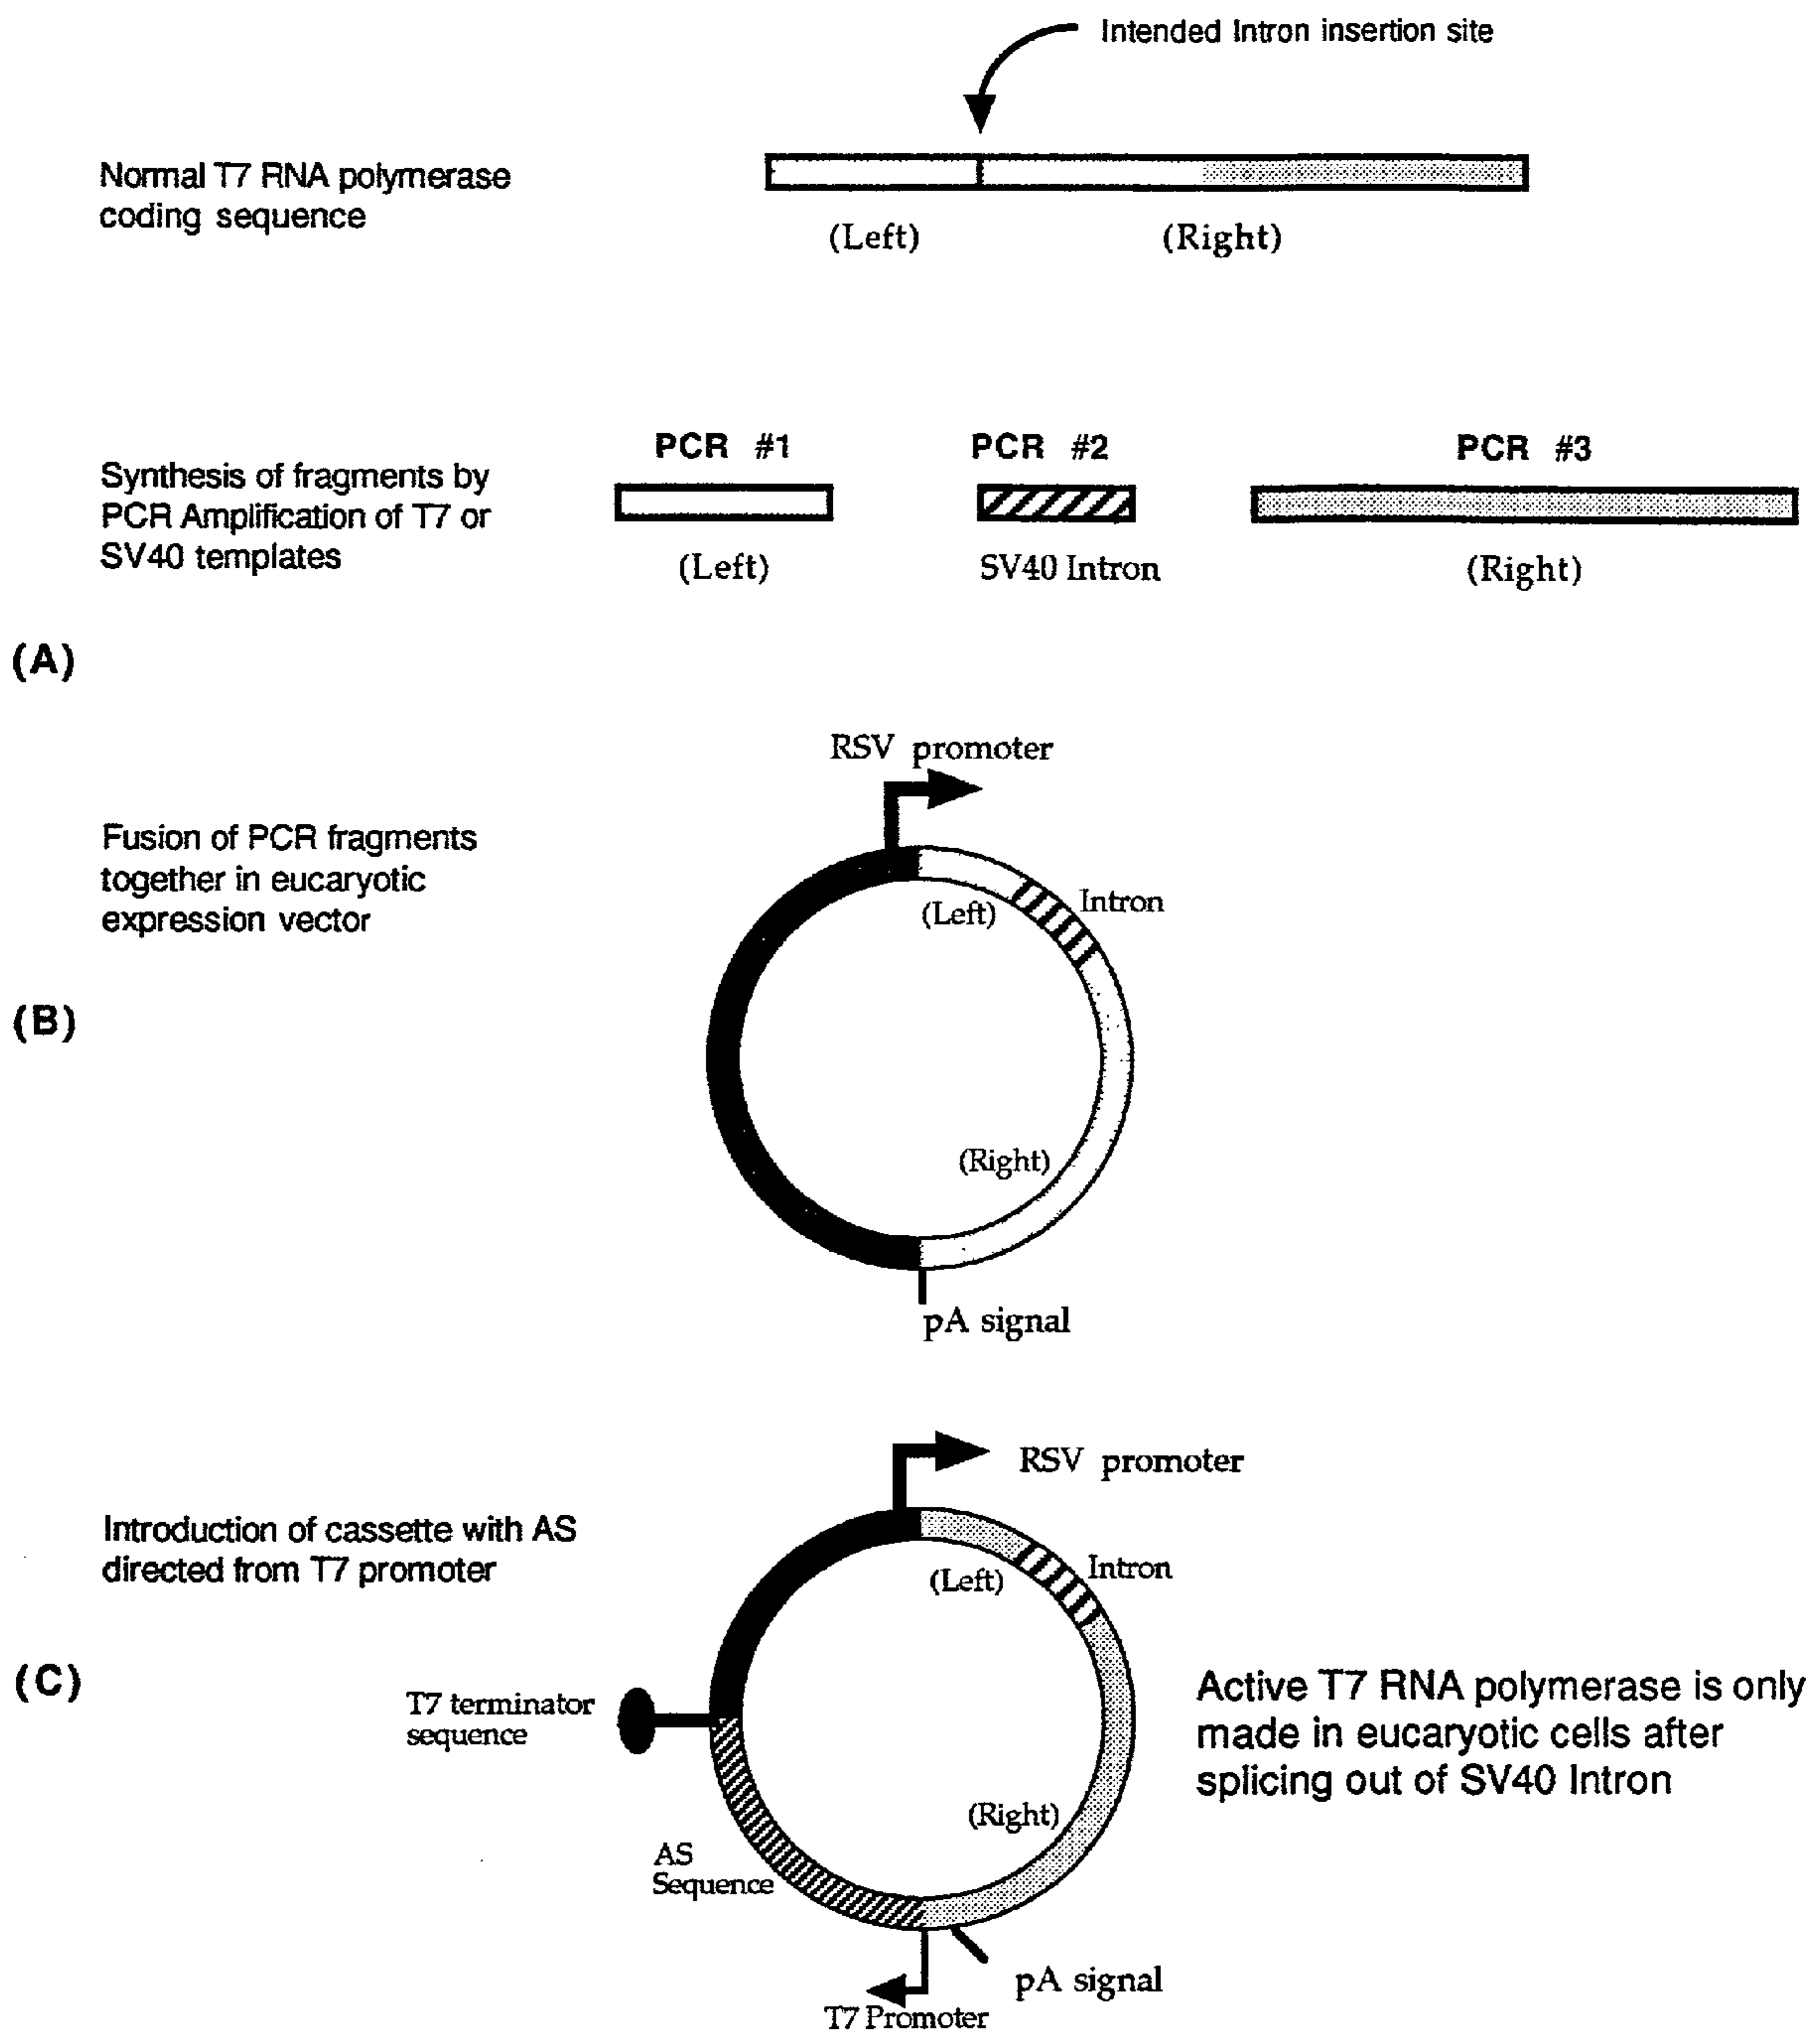 Intended Intron insertion site
Normal T7 RNA polymerase
coding sequence
(Left)
(Right)
PCR #1
PCR #2
PCR #3
Synthesis of fragments by
PCR Amplification of T7 or
SV40 templates
(Left)
SV40 Intron
(Right)
(A)
RSV promoter
Fusion of PCR fragments
together in eucaryotic
expression vector
(Left)
Intron
(B)
(Right)
pA signal
RSV promoter
Introduction of cassette with AS
directed from T7 promoter
(Left)
Intron
(C)
T7 terminator
sequence
Active T7 RNA polymerase is only
made in eucaryotic cells after
splicing out of SV40 Intron
(Right)
AS
Sequence
pA signal
T7 Promoter